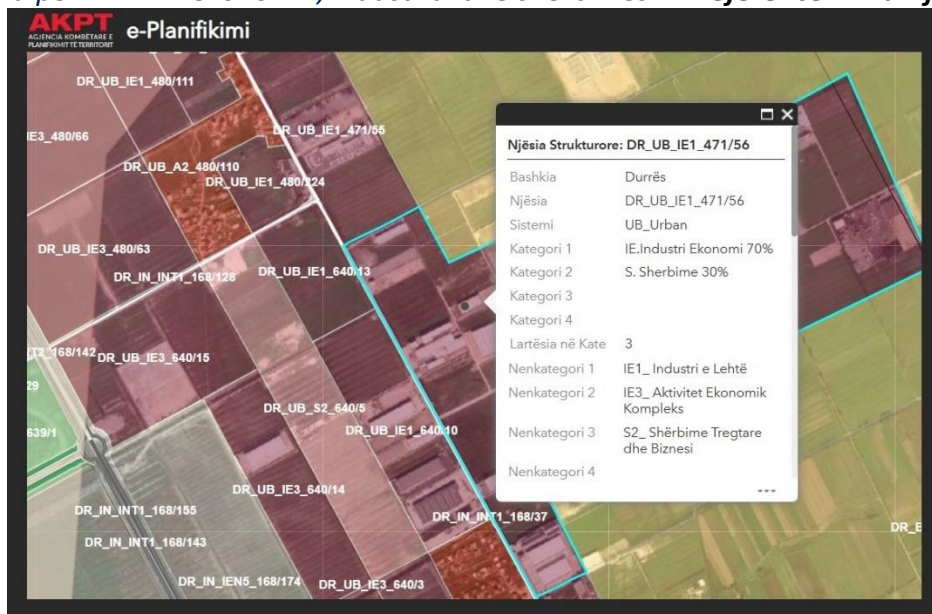 AKPT
AGJENCIA KOMBËTARE E
PLANIFIKIMIT TË TERRITORIT
e-Planifikimi
DR_UB_IE1_480/111
IE3_480/66
DR_UB_IE1_471/55
DR_UB_A2_480/110
DR_UB_IE1_480/224
DR_UB_IE3_480/63
DR_IN_INT1_168/128
DR_UB_IE1_640/13
168/142
DR_UB_IE3_640/15
29
639/1
DR_UB_S2_640/5
DR_UB_IE1_640/10
DR_UB_IE3_640/14
DR_IN_INT1_168/155
DR_IN_INT1_168/37
DR_IN_INT1_168/143
DR_IN_IEN5_168/174
DR_UB_IE3_640/3
Njësia Strukturore: DR_UB_IE1_471/56
Bashkia Durrës
Njësia DR_UB_IE1_471/56
Sistemi UB_Urban
Kategori 1 IE.Industri Ekonomi 70%
Kategori 2 S. Sherbime 30%
Kategori 3
Kategori 4
Lartësia në Kate 3
Nenkategori 1 IE1_ Industri e Lehtë
Nenkategori 2 IE3_ Aktivitet Ekonomik
Kompleks
Nenkategori 3 S2_ Shërbime Tregtare
dhe Biznesi
Nenkategori 4